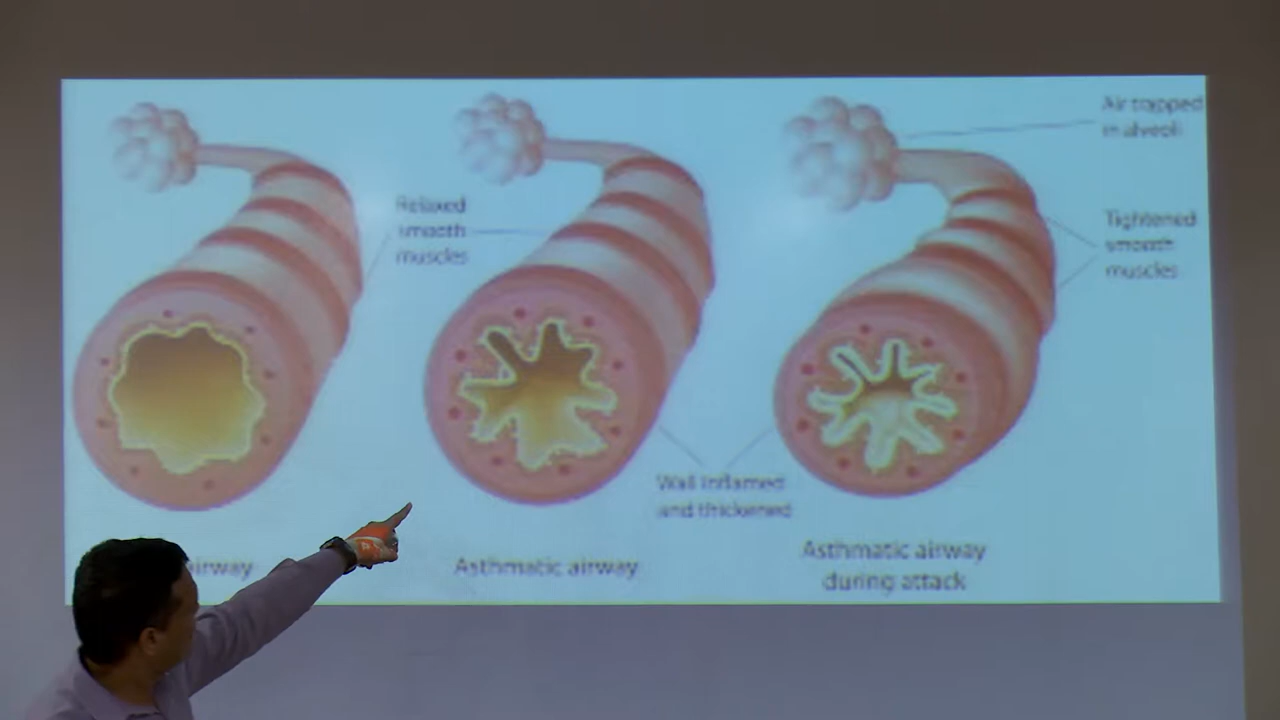 Air trapped
in alveoli
Relaxed
smooth
muscles
Tightened
smooth
muscles
Wall inflamed
and thickened
airway
Asthmatic airway
Asthmatic airway
during attack